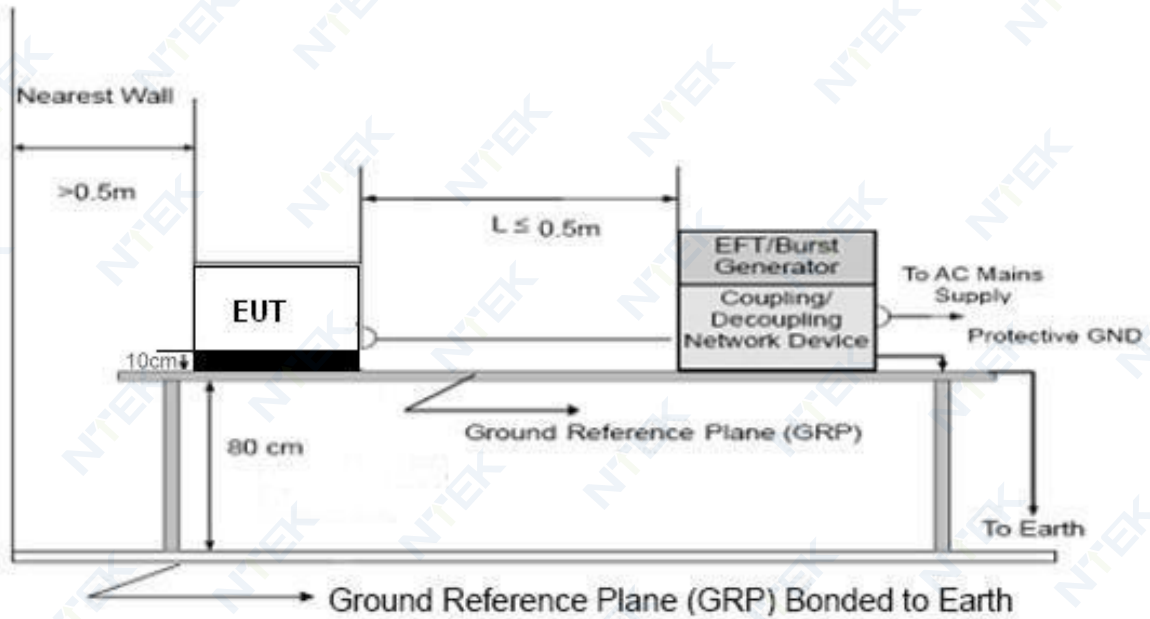 Nearest Wall
>0.5m
L ≤ 0.5m
EFT/Burst
Generator
Coupling/
Decoupling
Network Device
To AC Mains
Supply
Protective GND
EUT
10cm
Ground Reference Plane (GRP)
80 cm
To Earth
Ground Reference Plane (GRP) Bonded to Earth
NTEK